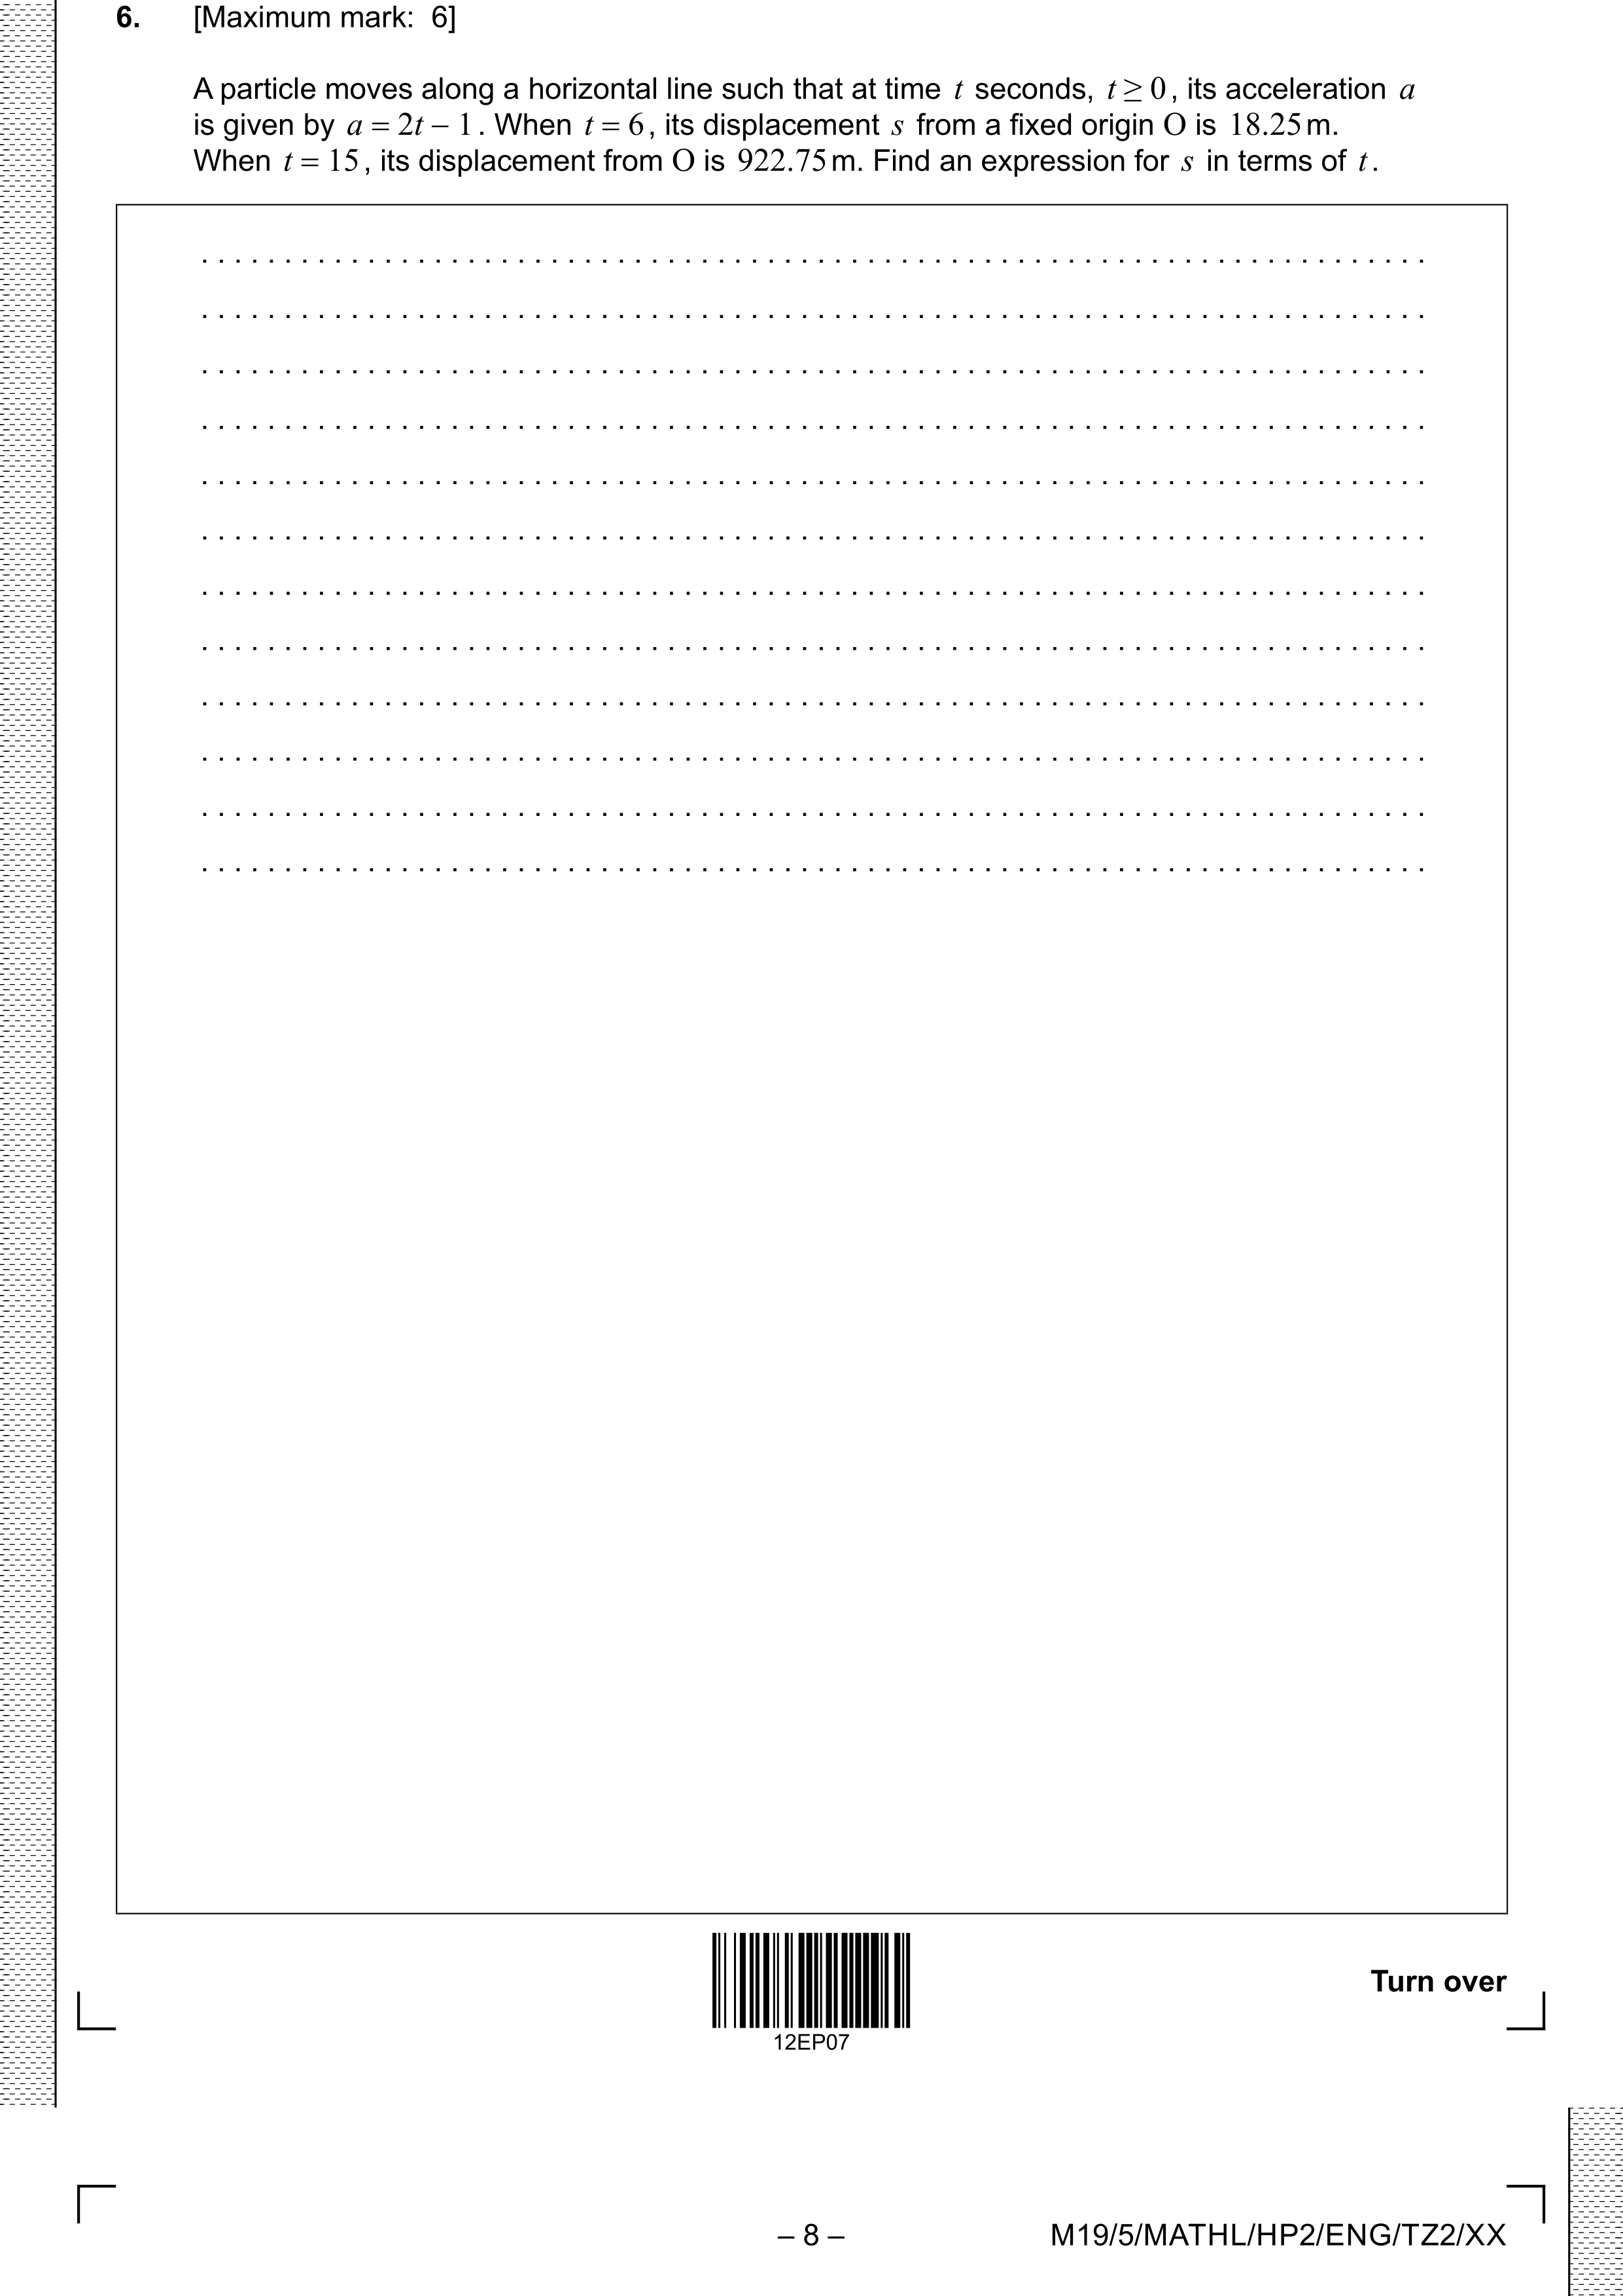 6. [Maximum mark: 6]
A particle moves along a horizontal line such that at time t seconds, t ≥ 0, its acceleration a
is given by a = 2t − 1. When t = 6, its displacement s from a fixed origin O is 18.25 m.
When t = 15, its displacement from O is 922.75 m. Find an expression for s in terms of t.
Turn over
12EP07
– 8 –
M19/5/MATHL/HP2/ENG/TZ2/XX